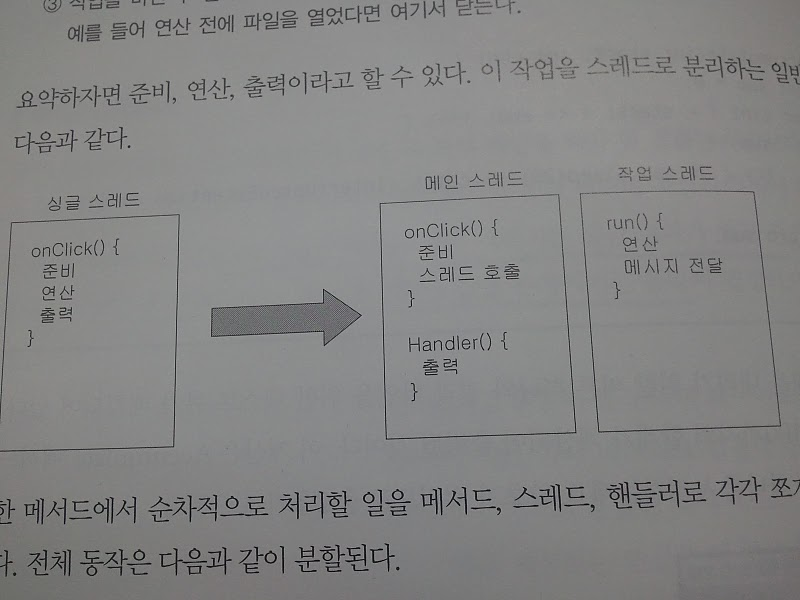 ③ 작업을
예를 들어 연산 전에 파일을 열었다면 여기서 닫는다.
요약하자면 준비, 연산, 출력이라고 할 수 있다. 이 작업을 스레드로 분리하는 일반
다음과 같다.
싱글 스레드
onClick() {
준비
연산
출력
}
메인 스레드
onClick() {
준비
스레드 호출
}
Handler() {
출력
}
작업 스레드
run() {
연산
메시지 전달
}
한 메서드에서 순차적으로 처리할 일을 메서드, 스레드, 핸들러로 각각 쪼개
다. 전체 동작은 다음과 같이 분할된다.